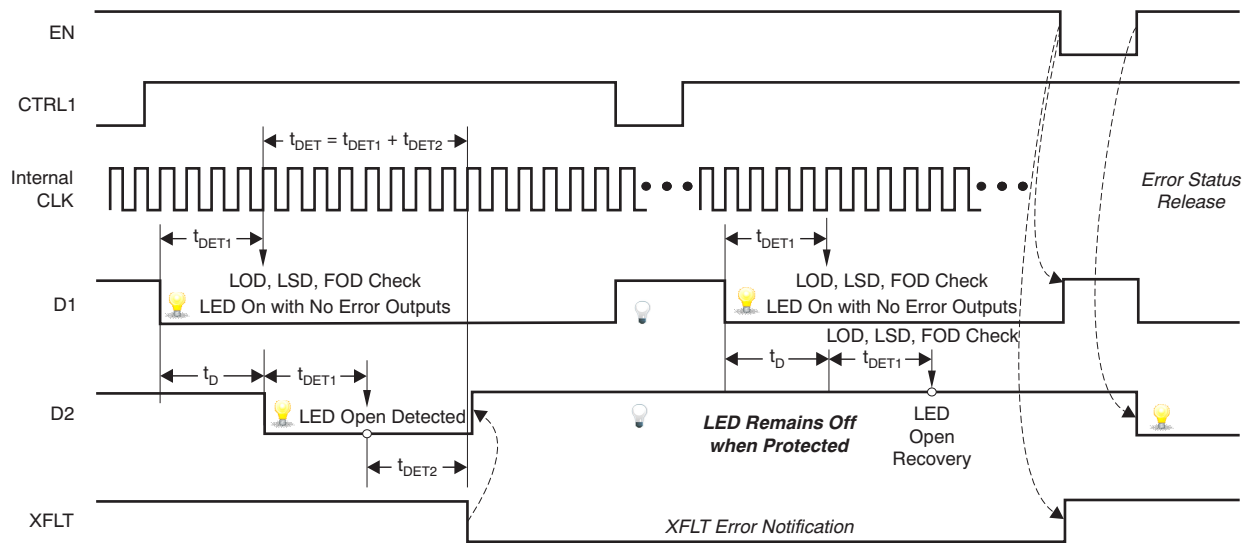 EN
CTRL1
t_DET = t_DET1 + t_DET2
Internal
CLK
Error Status
Release
t_DET1
t_DET1
LOD, LSD, FOD Check
LED On with No Error Outputs
LOD, LSD, FOD Check
LED On with No Error Outputs
D1
LOD, LSD, FOD Check
t_D
t_DET1
t_D
t_DET1
D2
LED Open Detected
LED Remains Off
when Protected
LED
Open
Recovery
t_DET2
XFLT
XFLT Error Notification